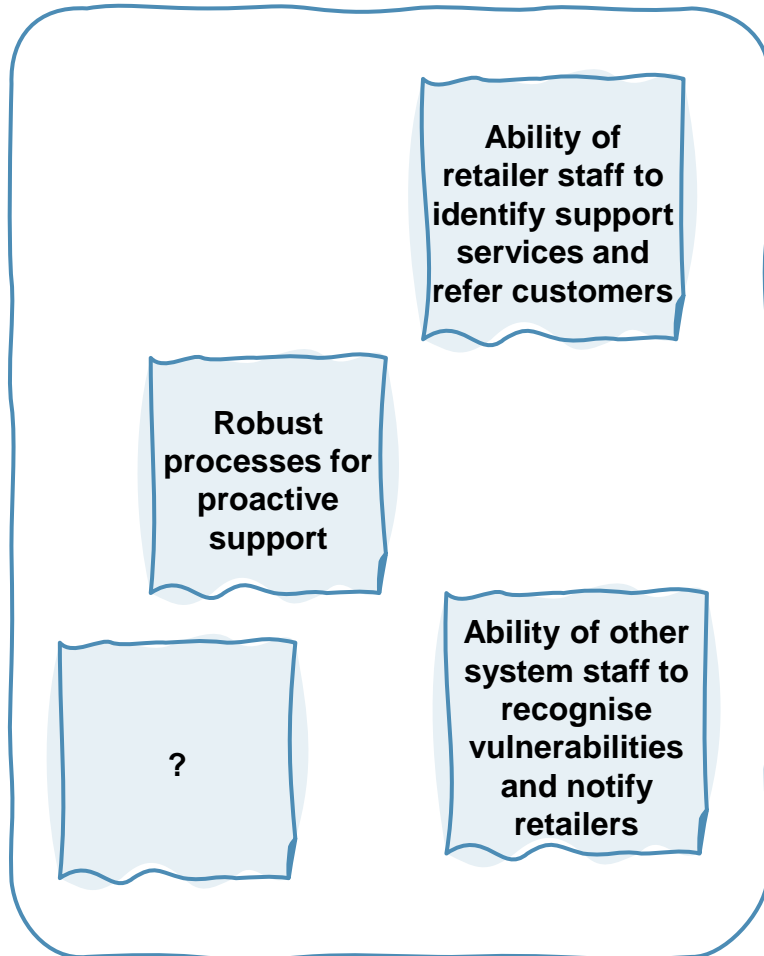 Ability of
retailer staff to
identify support
services and
refer customers
Robust
processes for
proactive
support
Ability of other
system staff to
recognise
vulnerabilities
and notify
retailers
?